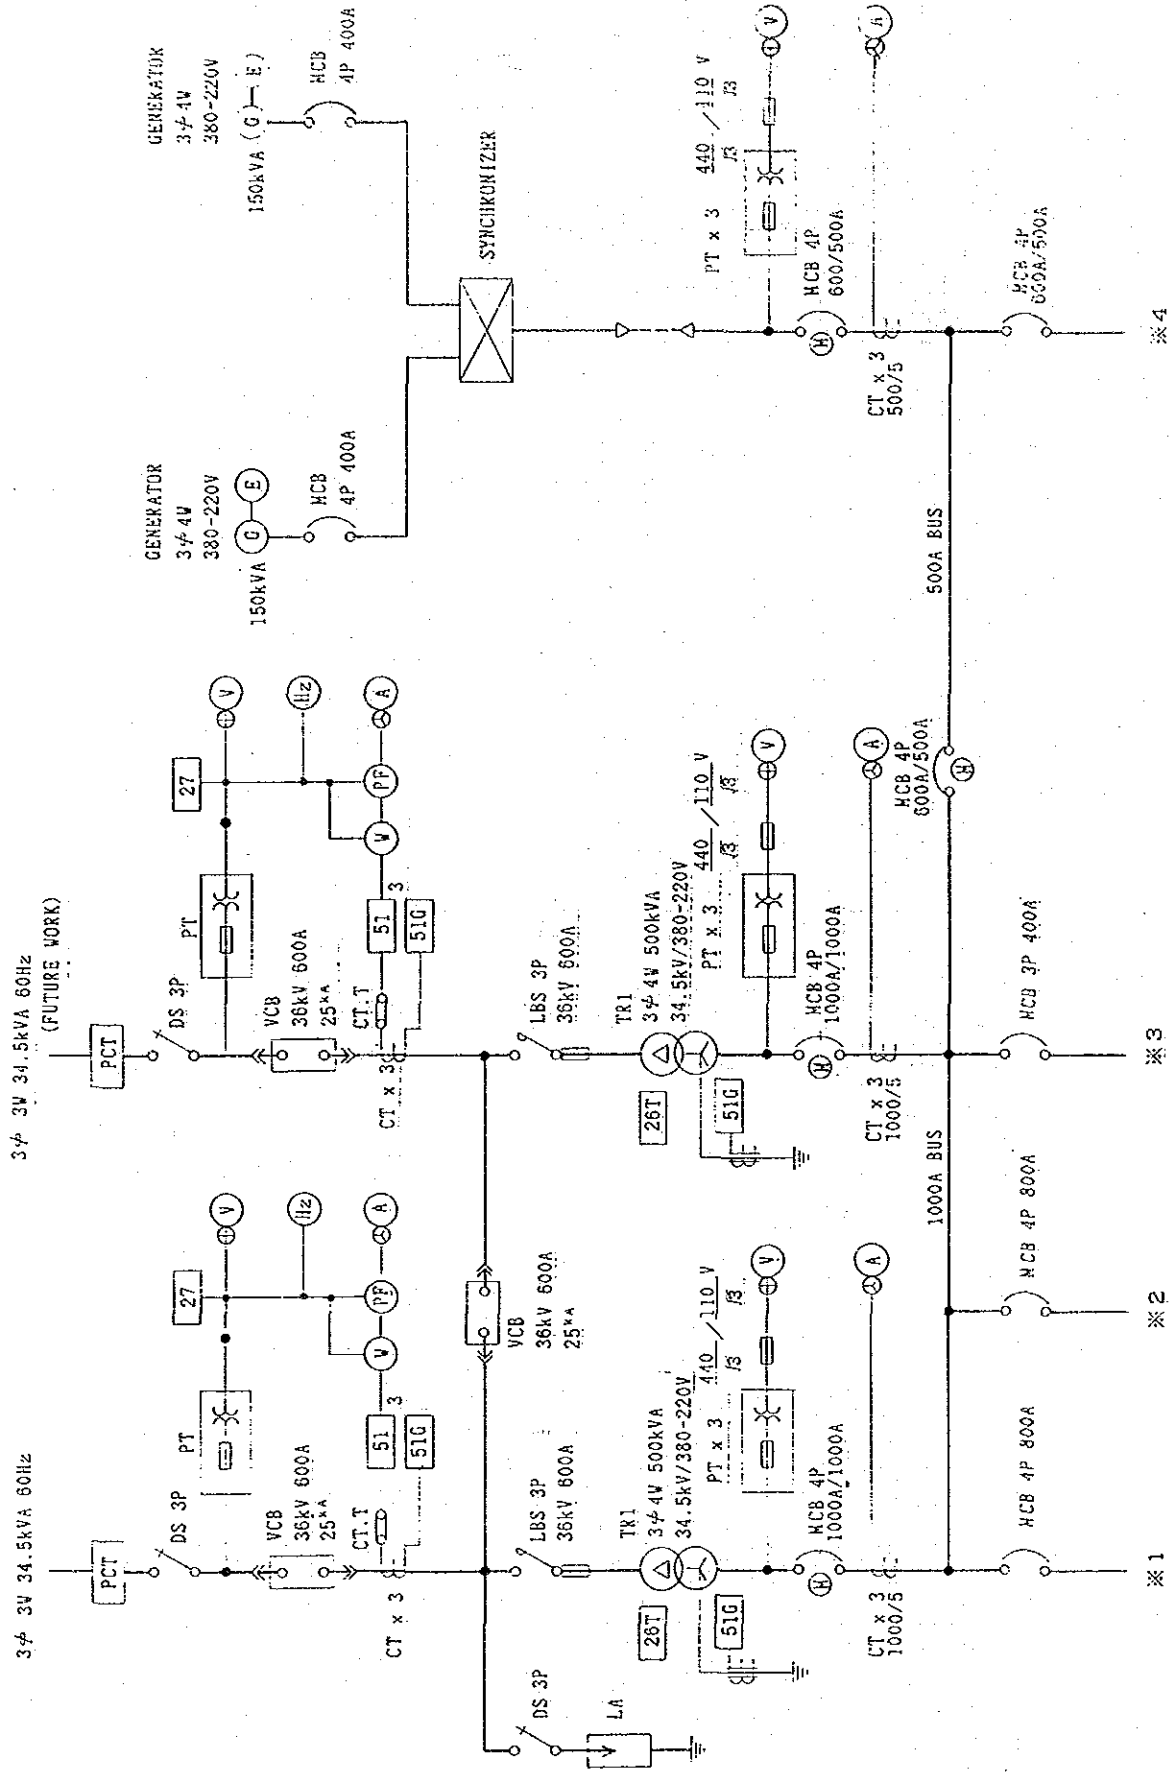 3φ 3W 34.5kVA 60Hz
PCT
DS 3P
PT
27
V
Hz
VCB
36kV 600A
25kA
CT.T
51
3
51G
W
PF
A
CT x 3
3φ 3W 34.5kVA 60Hz
(FUTURE WORK)
PCT
DS 3P
PT
27
V
Hz
VCB
36kV 600A
25kA
CT.T
51
3
51G
W
PF
A
CT x 3
GENERATOR
3φ 4W
380-220V
150kVA
G
E
MCB
4P 400A
GENERATOR
3φ 4W
380-220V
150kVA
G
E
MCB
4P 400A
SYNCHRONIZER
VCB
36kV 600A
25kA
DS 3P
LA
LBS 3P
36kV 600A
TR1
3φ 4W 500kVA
34.5kV/380-220V
26T
51G
PT x 3
440/√3 / 110/√3 V
V
MCB 4P
1000A/1000A
M
CT x 3
1000/5
A
LBS 3P
36kV 600A
TR1
3φ 4W 500kVA
34.5kV/380-220V
26T
51G
PT x 3
440/√3 / 110/√3 V
V
MCB 4P
1000A/1000A
M
CT x 3
1000/5
A
PT x 3
440/√3 / 110/√3 V
V
MCB 4P
600/500A
M
CT x 3
500/5
A
1000A BUS
MCB 4P
600A/500A
M
500A BUS
MCB 4P 800A
MCB 4P 800A
MCB 3P 400A
MCB 4P
600A/500A
※1
※2
※3
※4